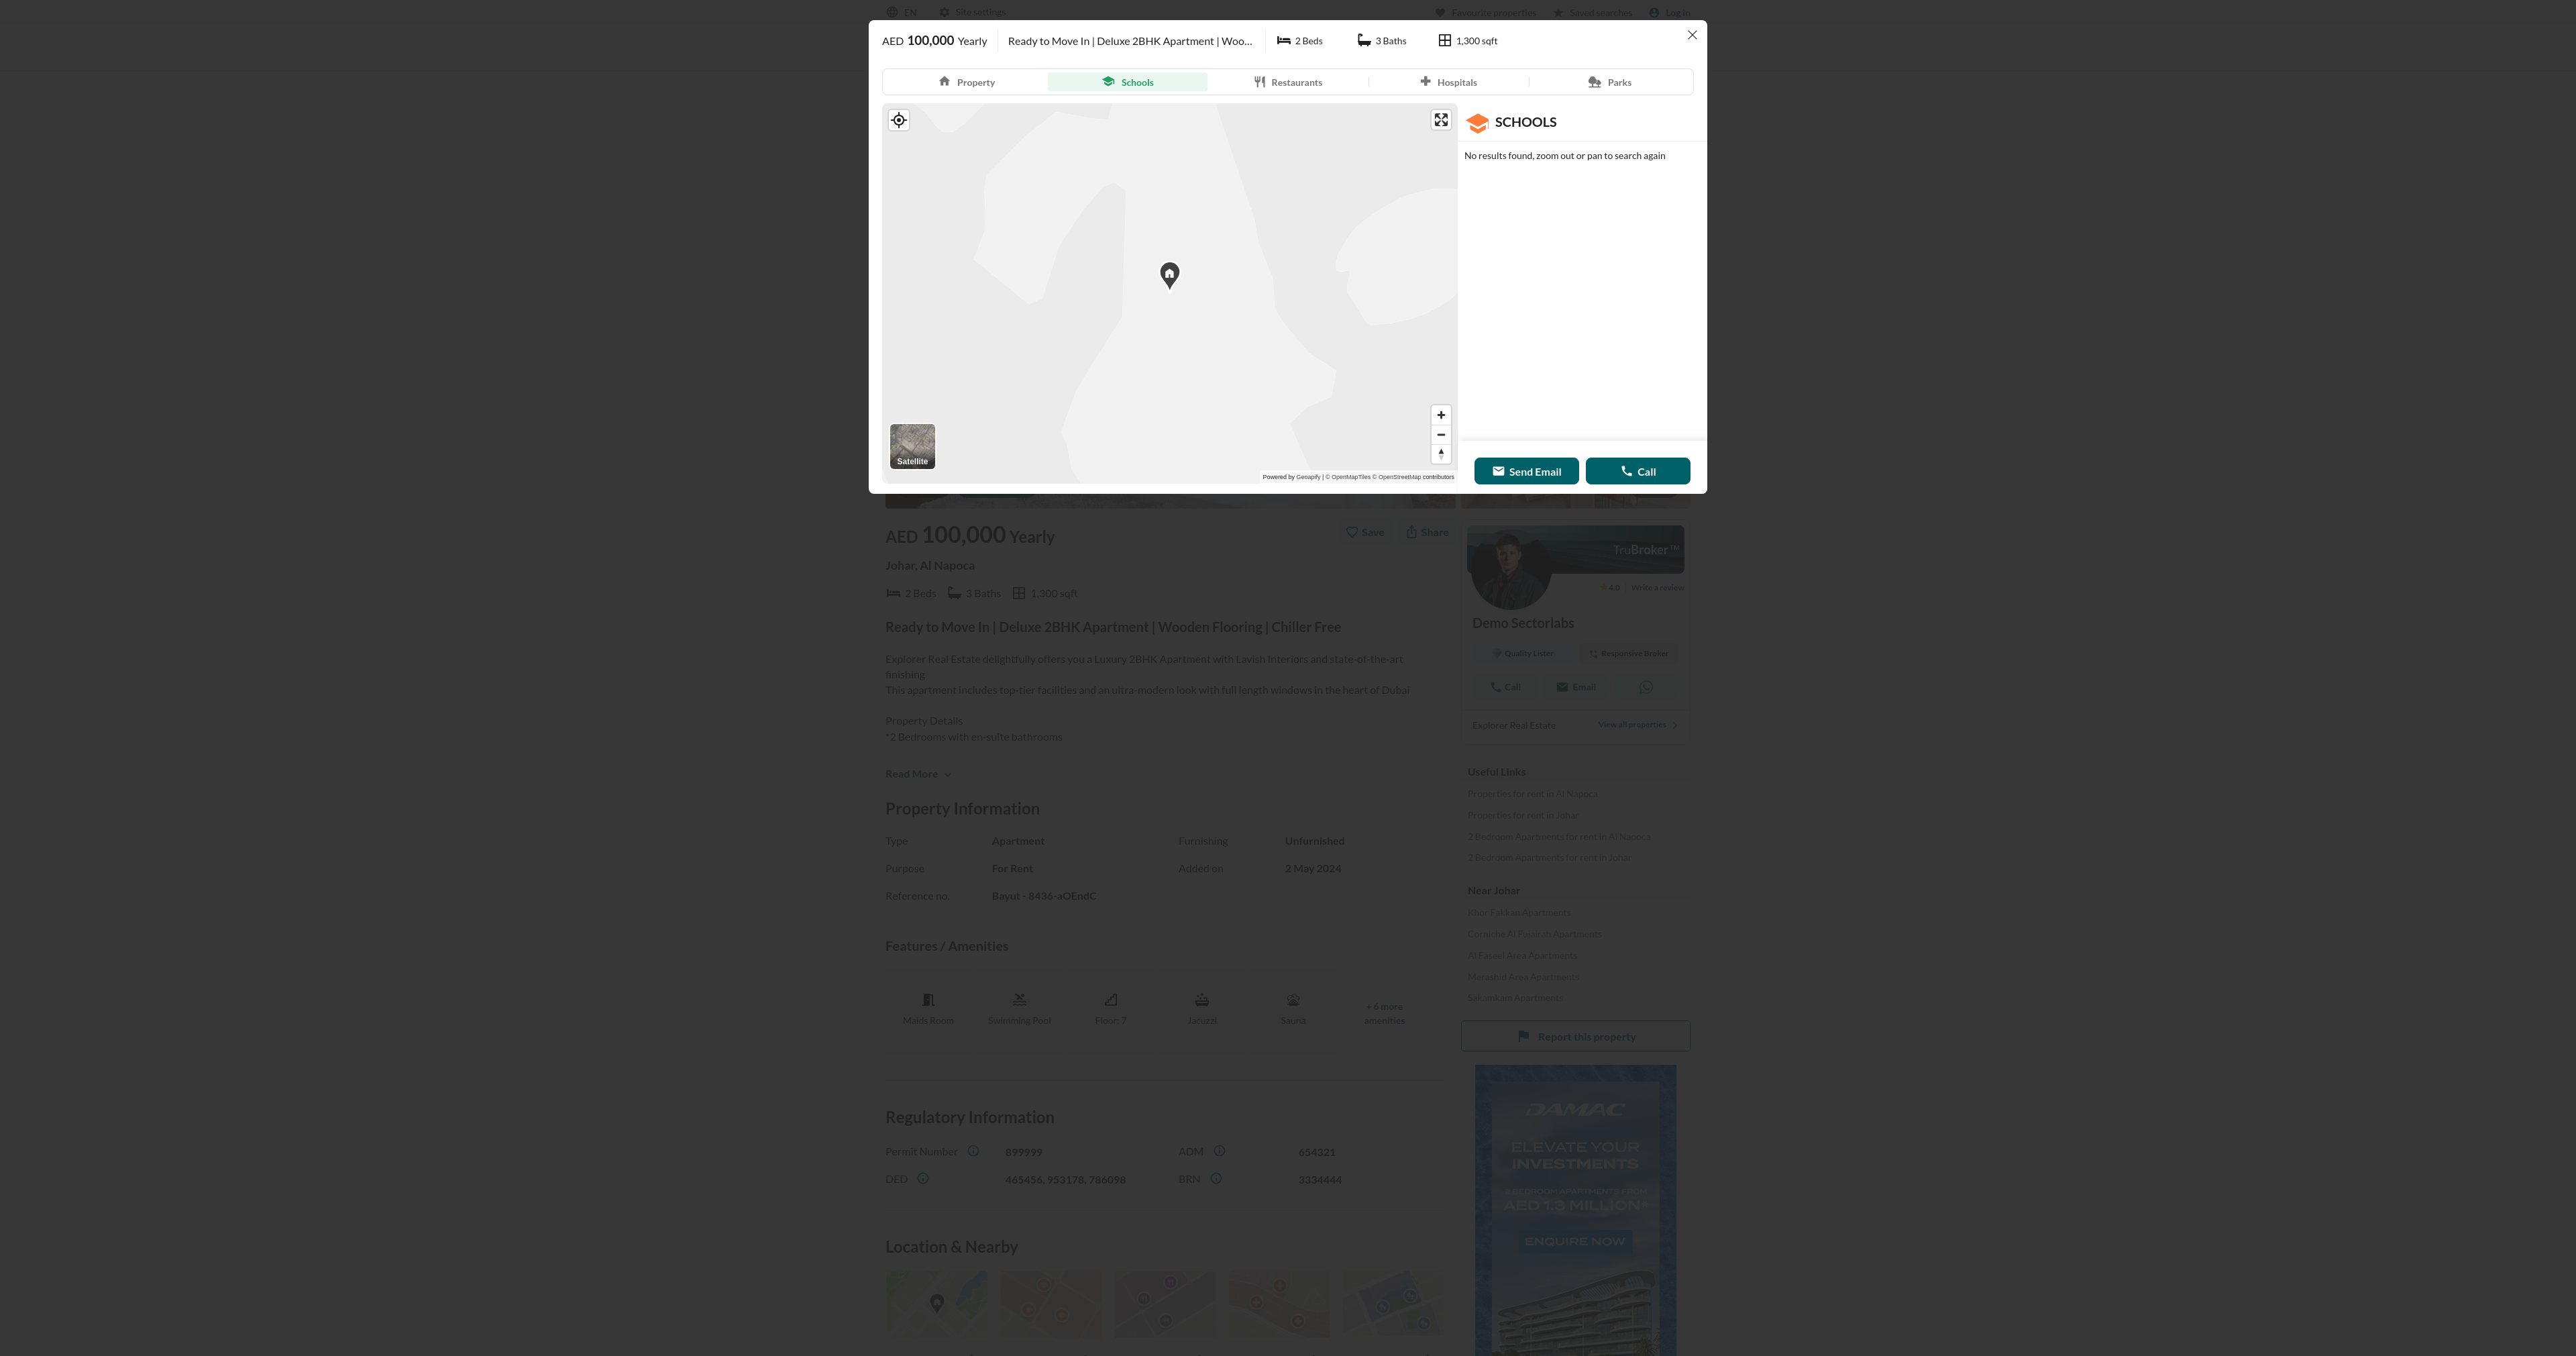 EN
Site settings
Favourite properties
Saved searches
Log in
AED 100,000 Yearly
Ready to Move In | Deluxe 2BHK Apartment | Woo...
2 Beds
3 Baths
1,300 sqft
Property
Schools
Restaurants
Hospitals
Parks
SCHOOLS
No results found, zoom out or pan to search again
Satellite
Powered by Geoapify | © OpenMapTiles © OpenStreetMap contributors
Send Email
Call
AED 100,000 Yearly
Save
Share
Johar, Al Napoca
2 Beds
3 Baths
1,300 sqft
Ready to Move In | Deluxe 2BHK Apartment | Wooden Flooring | Chiller Free
Explorer Real Estate delightfully offers you a Luxury 2BHK Apartment with Lavish Interiors and state-of-the-art
finishing
This apartment includes top-tier facilities and an ultra-modern look with full length windows in the heart of Dubai
Property Details
*2 Bedrooms with en-suite bathrooms
Read More
TruBroker™
4.0
Write a review
Demo Sectorlabs
Quality Lister
Responsive Broker
Call
Email
Explorer Real Estate
View all properties
Useful Links
Properties for rent in Al Napoca
Properties for rent in Johar
2 Bedroom Apartments for rent in Al Napoca
2 Bedroom Apartments for rent in Johar
Near Johar
Khor Fakkan Apartments
Corniche Al Fujairah Apartments
Al Faseel Area Apartments
Merashid Area Apartments
Sakamkam Apartments
Report this property
Property Information
Type
Apartment
Furnishing
Unfurnished
Purpose
For Rent
Added on
2 May 2024
Reference no.
Bayut - 8436-aOEndC
Features / Amenities
Maids Room
Swimming Pool
Floor: 7
Jacuzzi
Sauna
+ 6 more
amenities
Regulatory Information
Permit Number
899999
ADM
654321
DED
465456, 953178, 786098
BRN
3334444
Location & Nearby
DAMAC
ELEVATE YOUR
INVESTMENTS
AED 1.3 MILLION*
ENQUIRE NOW